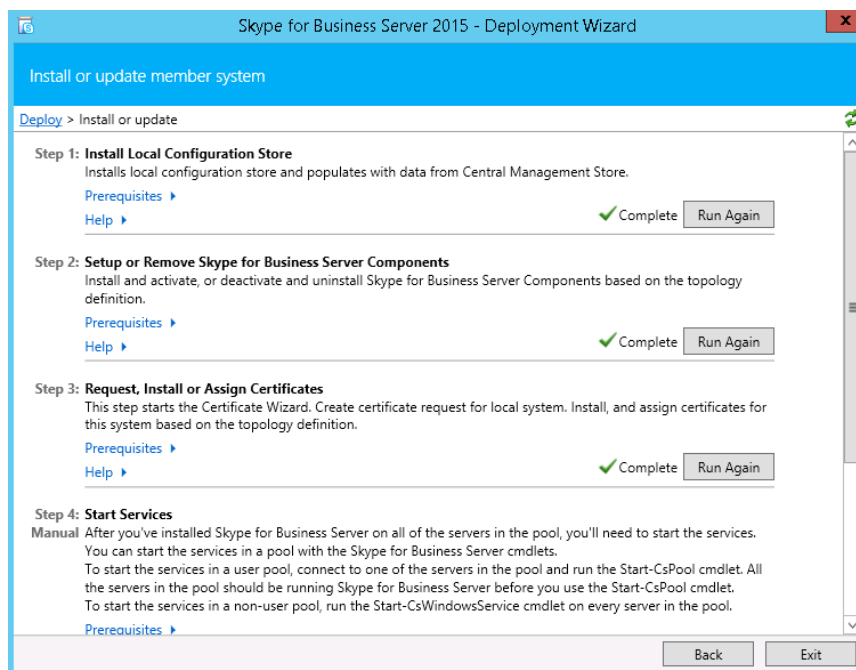 Skype for Business Server 2015 - Deployment Wizard
x
Install or update member system
Deploy > Install or update
Step 1: Install Local Configuration Store
Installs local configuration store and populates with data from Central Management Store.
Prerequisites
Help
Complete
Run Again
Step 2: Setup or Remove Skype for Business Server Components
Install and activate, or deactivate and uninstall Skype for Business Server Components based on the topology
definition.
Prerequisites
Help
Complete
Run Again
Step 3: Request, Install or Assign Certificates
This step starts the Certificate Wizard. Create certificate request for local system. Install, and assign certificates for
this system based on the topology definition.
Prerequisites
Help
Complete
Run Again
Step 4: Start Services
Manual After you've installed Skype for Business Server on all of the servers in the pool, you'll need to start the services.
You can start the services in a pool with the Skype for Business Server cmdlets.
To start the services in a user pool, connect to one of the servers in the pool and run the Start-CsPool cmdlet. All
the servers in the pool should be running Skype for Business Server before you use the Start-CsPool cmdlet.
To start the services in a non-user pool, run the Start-CsWindowsService cmdlet on every server in the pool.
Prerequisites
Back
Exit